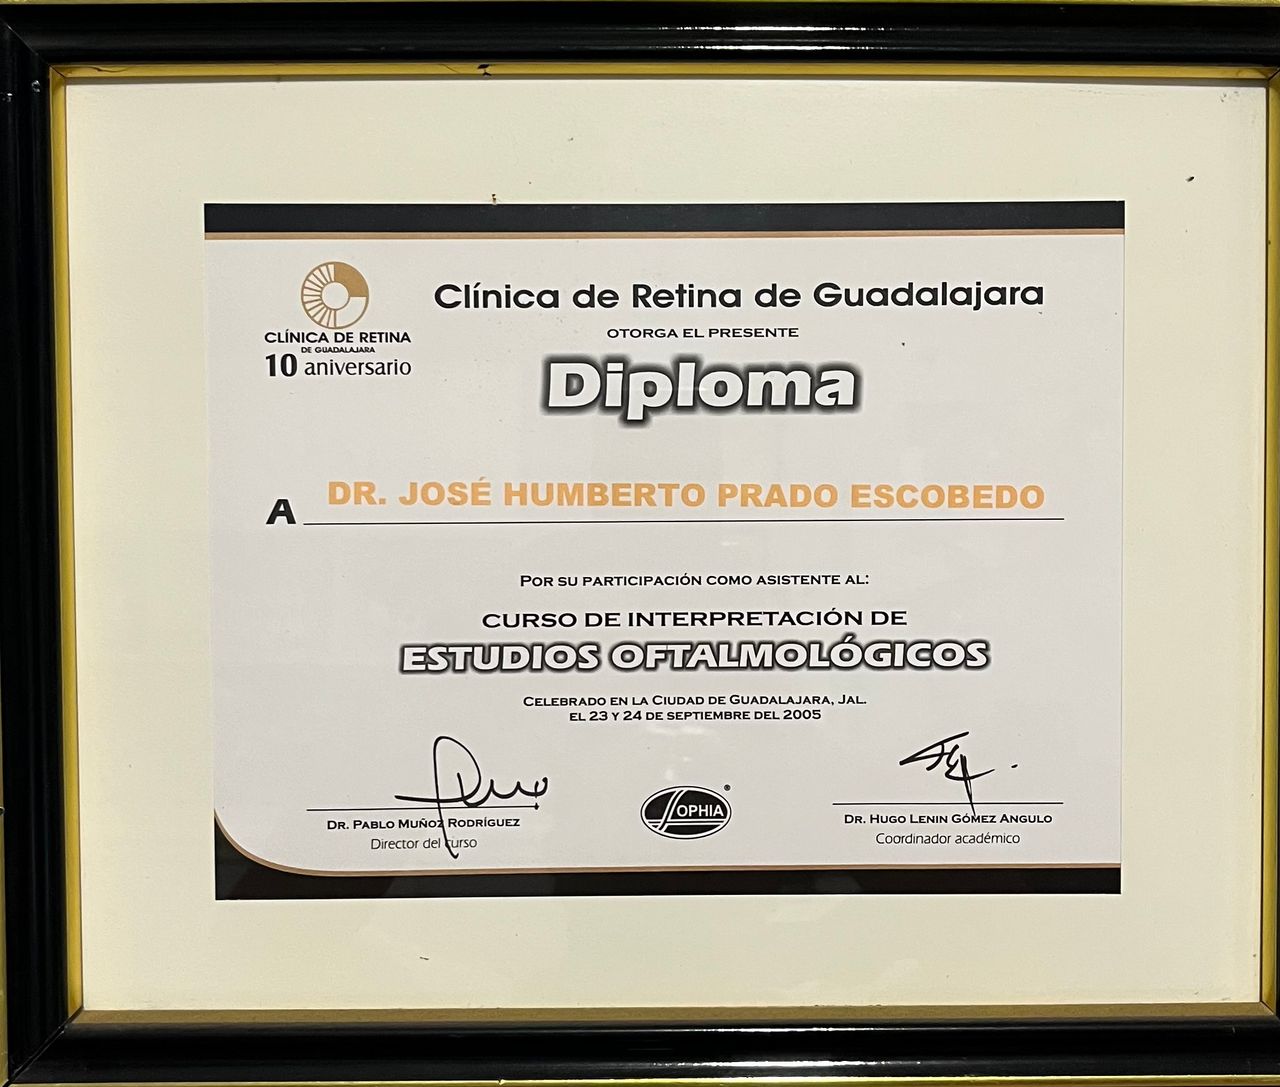 CLÍNICA DE RETINA
DE GUADALAJARA
10 aniversario
Clínica de Retina de Guadalajara
OTORGA EL PRESENTE
Diploma
A DR. JOSÉ HUMBERTO PRADO ESCOBEDO
POR SU PARTICIPACIÓN COMO ASISTENTE AL:
CURSO DE INTERPRETACIÓN DE
ESTUDIOS OFTALMOLÓGICOS
CELEBRADO EN LA CIUDAD DE GUADALAJARA, JAL.
EL 23 Y 24 DE SEPTIEMBRE DEL 2005
DR. PABLO MUÑOZ RODRÍGUEZ
Director del curso
SOPHIA®
DR. HUGO LENIN GÓMEZ ANGULO
Coordinador académico